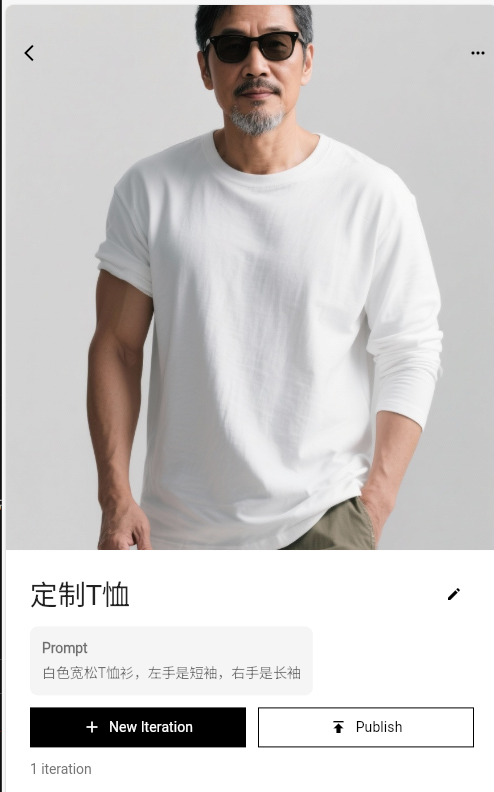 定制T恤
Prompt
白色宽松T恤衫，左手是短袖，右手是长袖
New Iteration
Publish
1 iteration